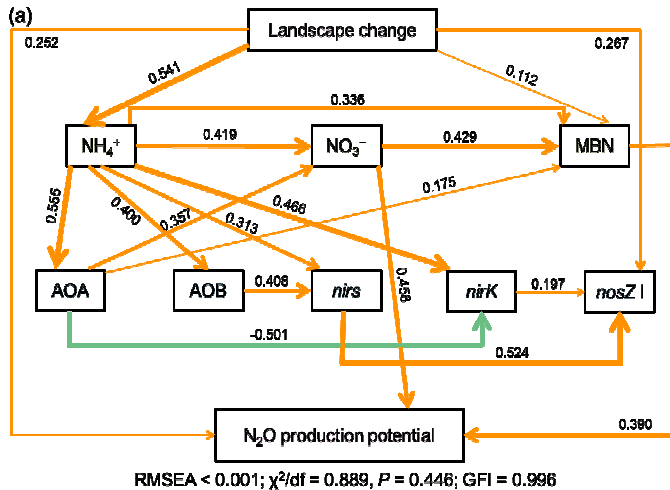 (a)
Landscape change
0.252
0.267
0.541
0.112
0.336
NH₄⁺
0.419
NO₃⁻
0.429
MBN
0.555
0.400
0.357
0.313
0.466
0.175
0.458
AOA
AOB
0.408
nirs
nirK
0.197
nosZ I
-0.501
0.524
N₂O production potential
0.390
RMSEA < 0.001; χ²/df = 0.889, P = 0.446; GFI = 0.996